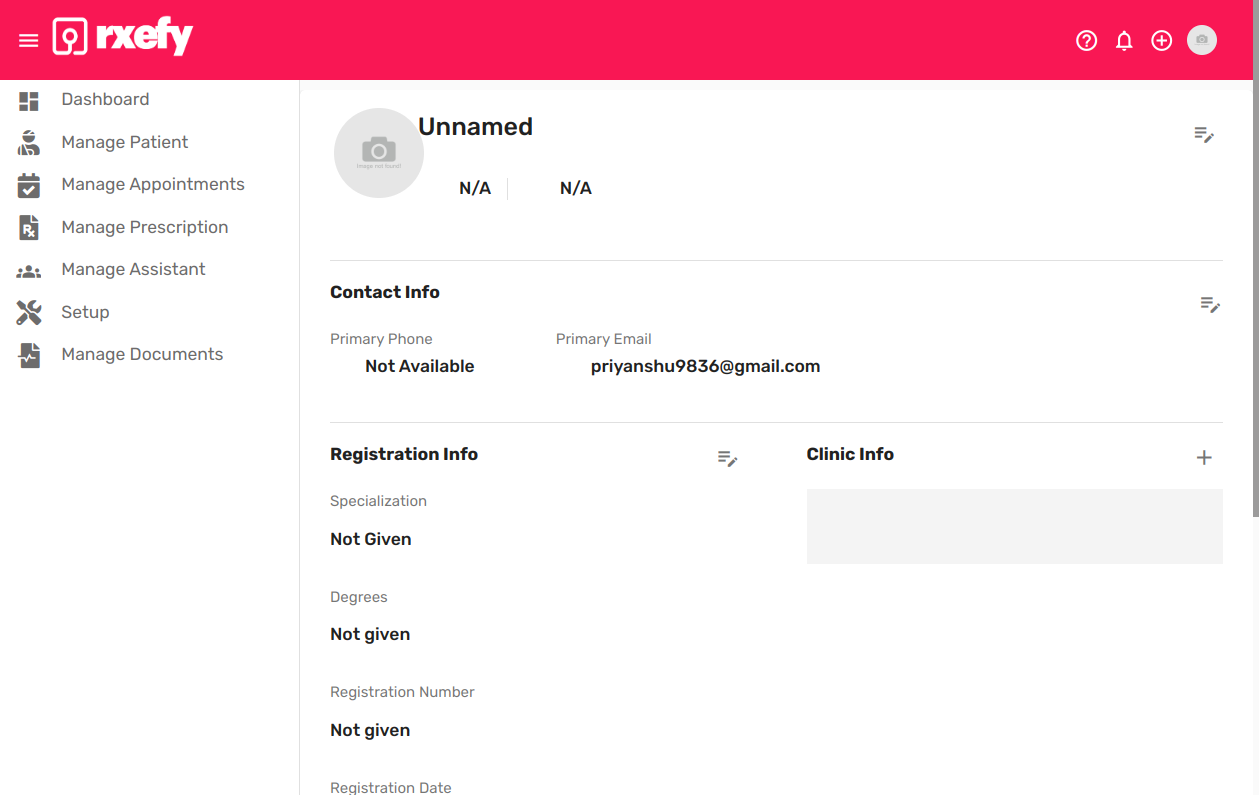 rxefy
Dashboard
Manage Patient
Manage Appointments
Manage Prescription
Manage Assistant
Setup
Manage Documents
Image not found!
Unnamed
N/A N/A
Contact Info
Primary Phone Primary Email
Not Available priyanshu9836@gmail.com
Registration Info Clinic Info
Specialization
Not Given
Degrees
Not given
Registration Number
Not given
Registration Date